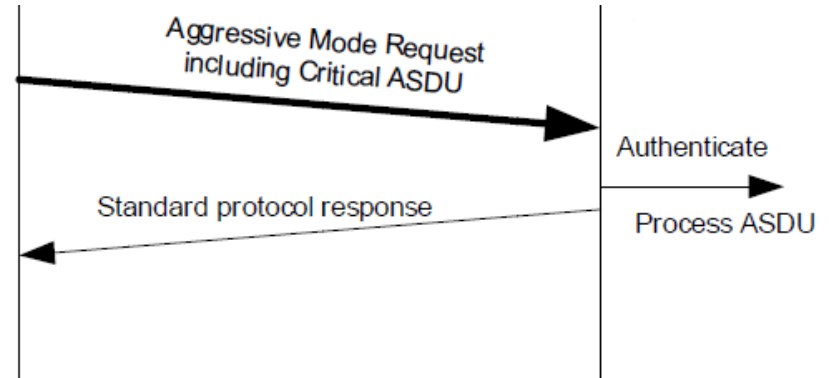 Aggressive Mode Request
including Critical ASDU
Authenticate
Standard protocol response
Process ASDU